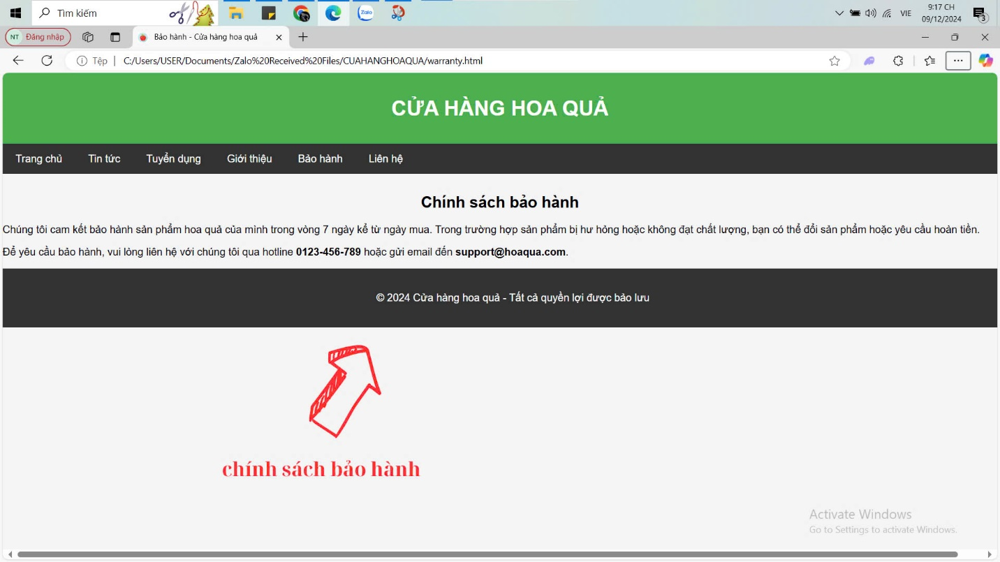 Tìm kiếm
Zalo
VIE
9:17 CH
09/12/2024
3
NT Đăng nhập
Bảo hành - Cửa hàng hoa quả
Tệp
C:/Users/USER/Documents/Zalo%20Received%20Files/CUAHANGHOAQUA/warranty.html
CỬA HÀNG HOA QUẢ
Trang chủ Tin tức Tuyển dụng Giới thiệu Bảo hành Liên hệ
Chính sách bảo hành
Chúng tôi cam kết bảo hành sản phẩm hoa quả của mình trong vòng 7 ngày kể từ ngày mua. Trong trường hợp sản phẩm bị hư hỏng hoặc không đạt chất lượng, bạn có thể đổi sản phẩm hoặc yêu cầu hoàn tiền.
Để yêu cầu bảo hành, vui lòng liên hệ với chúng tôi qua hotline 0123-456-789 hoặc gửi email đến support@hoaqua.com.
© 2024 Cửa hàng hoa quả - Tất cả quyền lợi được bảo lưu
chính sách bảo hành
Activate Windows
Go to Settings to activate Windows.